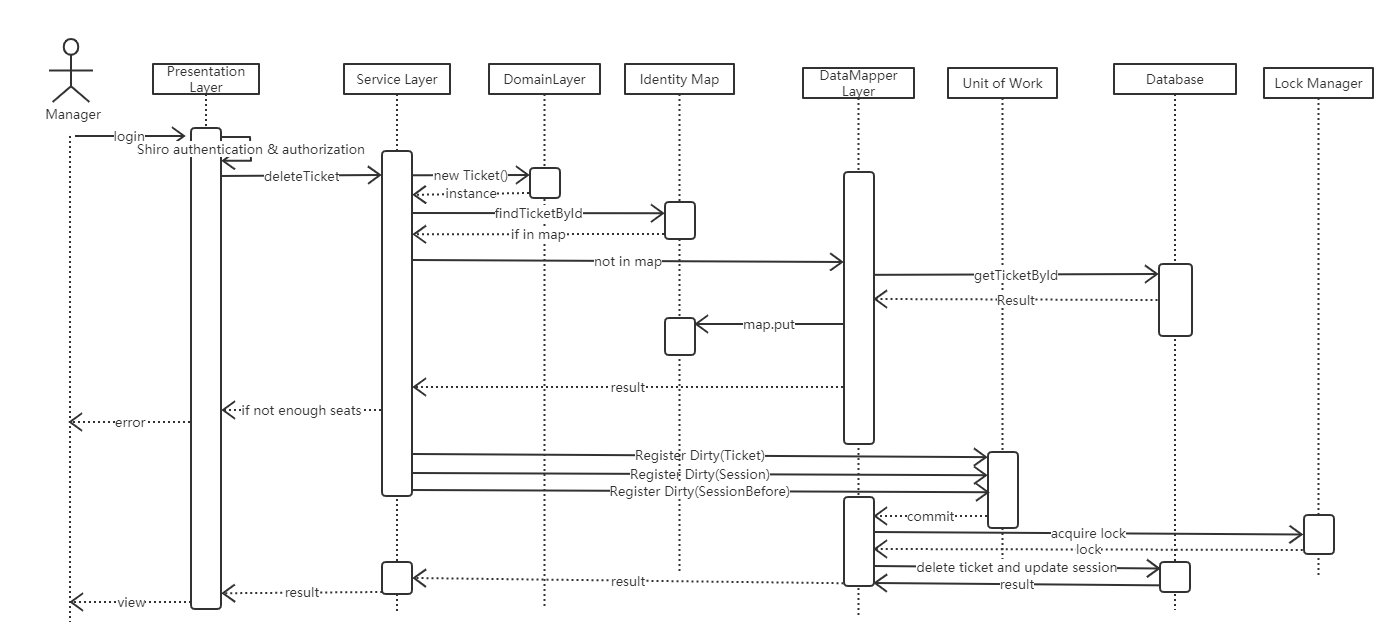 Manager
Presentation
Layer
Service Layer
DomainLayer
Identity Map
DataMapper
Layer
Unit of Work
Database
Lock Manager
login
Shiro authentication & authorization
deleteTicket
new Ticket()
instance
findTicketById
if in map
not in map
getTicketById
Result
map.put
result
if not enough seats
error
Register Dirty(Ticket)
Register Dirty(Session)
Register Dirty(SessionBefore)
commit
acquire lock
lock
delete ticket and update session
result
result
result
view